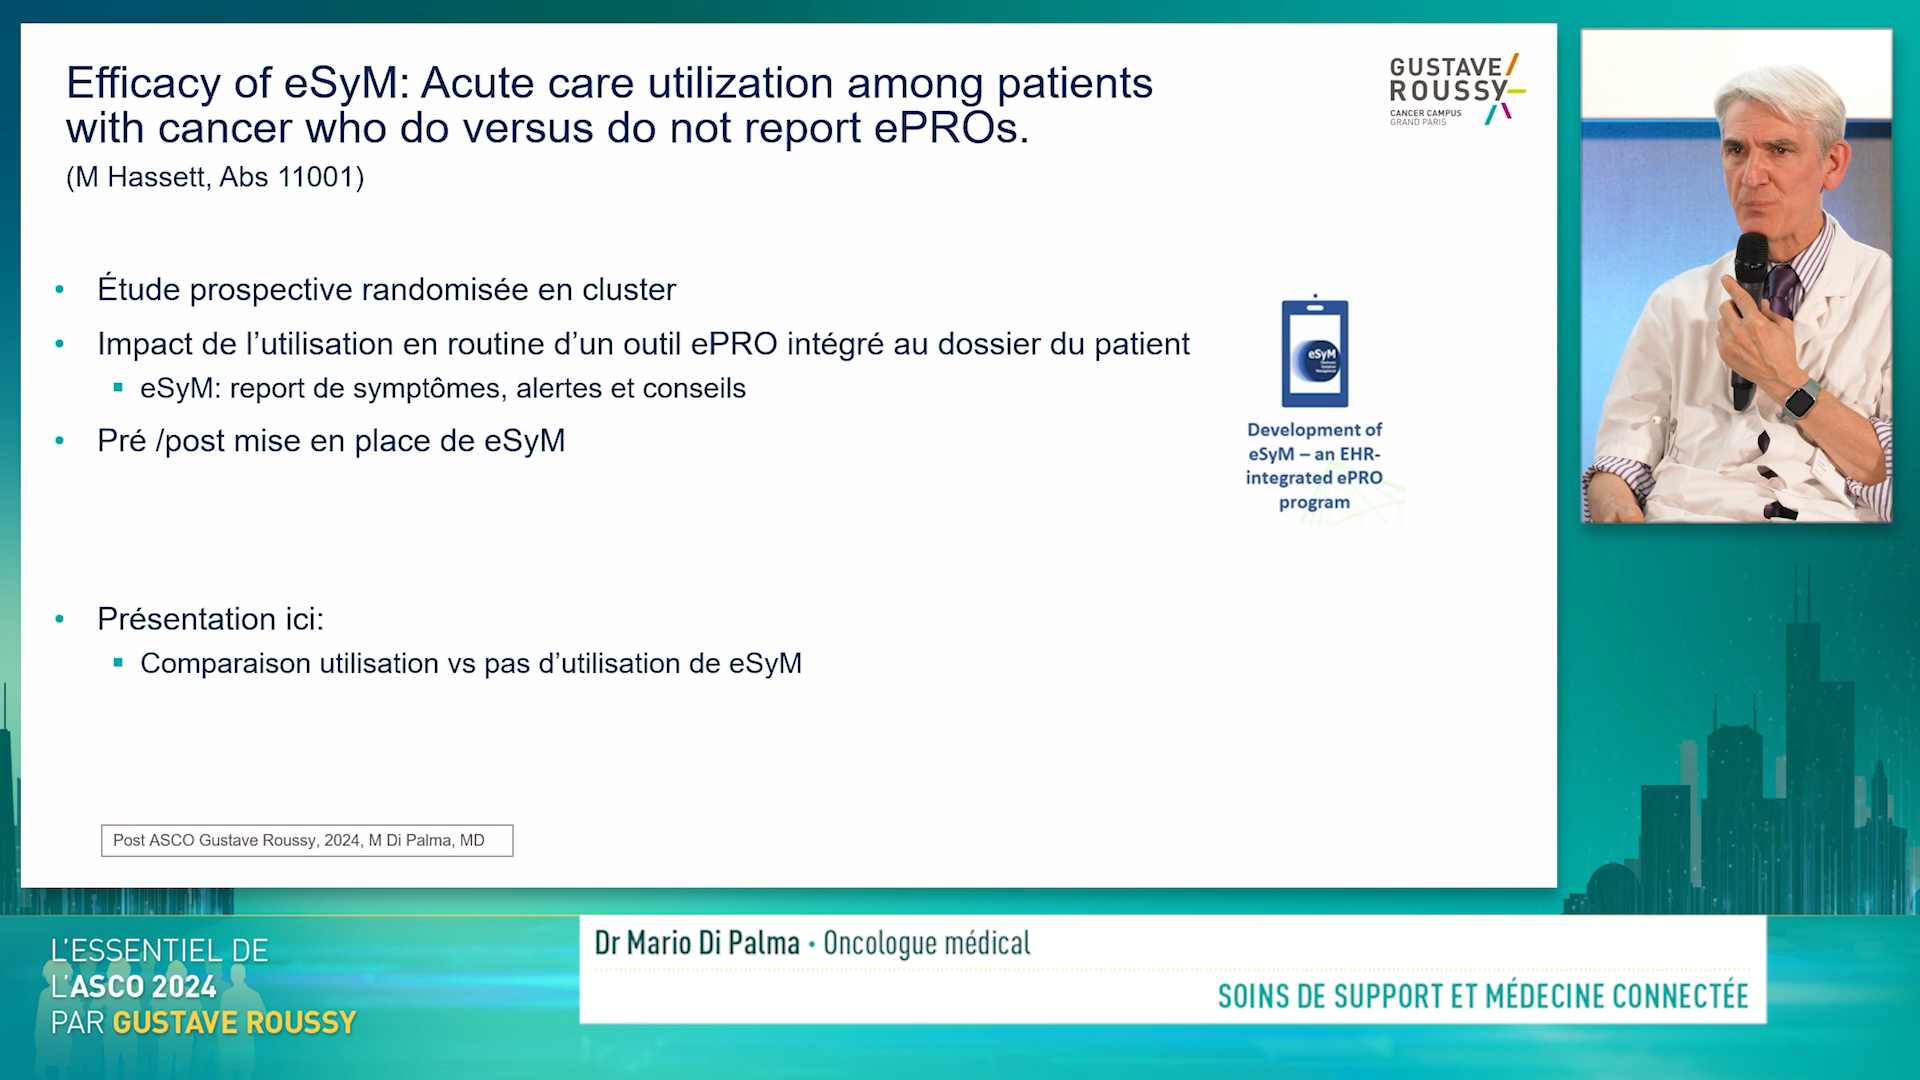 Efficacy of eSyM: Acute care utilization among patients
with cancer who do versus do not report ePROs.
(M Hassett, Abs 11001)
GUSTAVE
ROUSSY
CANCER CAMPUS
GRAND PARIS
• Étude prospective randomisée en cluster
• Impact de l’utilisation en routine d’un outil ePRO intégré au dossier du patient
▪ eSyM: report de symptômes, alertes et conseils
• Pré /post mise en place de eSyM
eSyM
Development of
eSyM – an EHR-
integrated ePRO
program
• Présentation ici:
▪ Comparaison utilisation vs pas d’utilisation de eSyM
Post ASCO Gustave Roussy, 2024, M Di Palma, MD
L’ESSENTIEL DE
L’ASCO 2024
PAR GUSTAVE ROUSSY
Dr Mario Di Palma • Oncologue médical
SOINS DE SUPPORT ET MÉDECINE CONNECTÉE